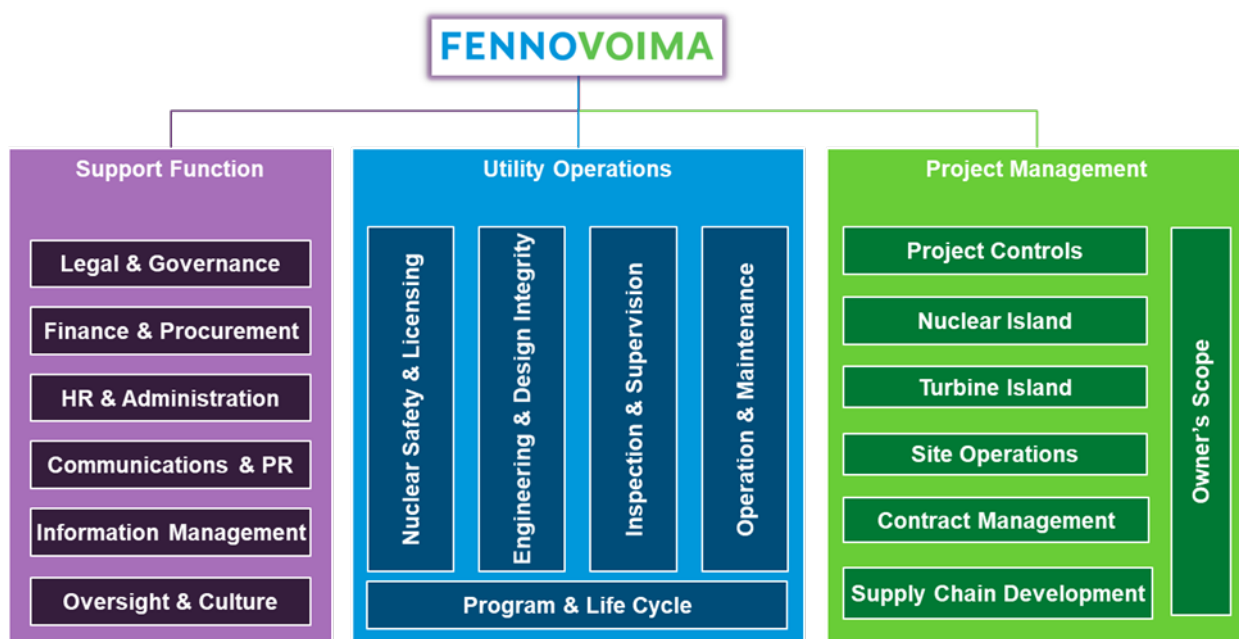 FENNOVOIMA
Support Function
Legal & Governance
Finance & Procurement
HR & Administration
Communications & PR
Information Management
Oversight & Culture
Utility Operations
Nuclear Safety & Licensing
Engineering & Design Integrity
Inspection & Supervision
Operation & Maintenance
Program & Life Cycle
Project Management
Project Controls
Nuclear Island
Turbine Island
Site Operations
Contract Management
Supply Chain Development
Owner's Scope